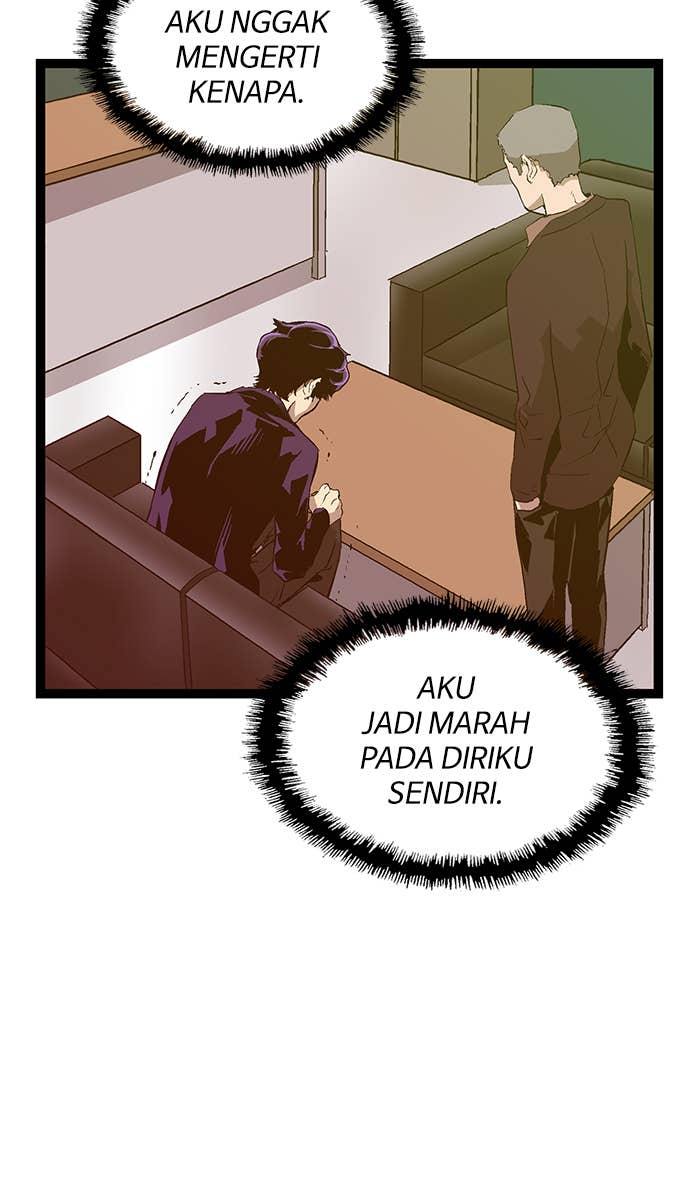 AKU NGGAK
MENGERTI
KENAPA.
AKU
JADI MARAH
PADA DIRIKU
SENDIRI.